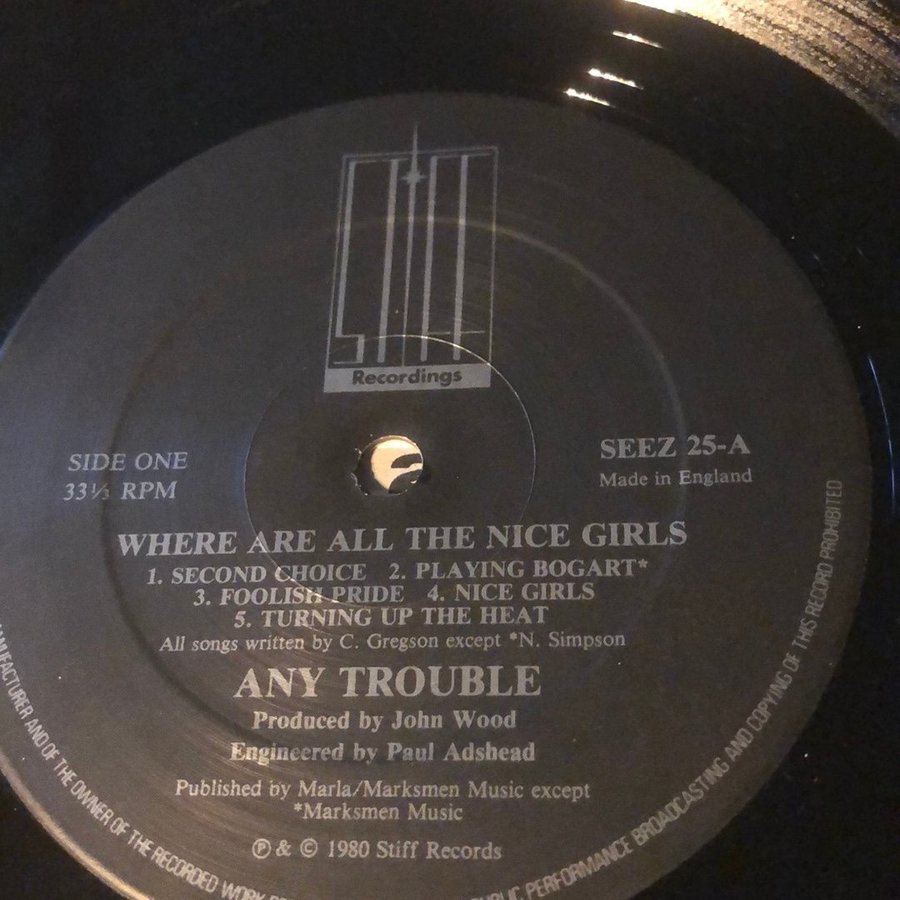 STIFF
Recordings
SIDE ONE
33⅓ RPM
SEEZ 25-A
Made in England
WHERE ARE ALL THE NICE GIRLS
1. SECOND CHOICE 2. PLAYING BOGART*
3. FOOLISH PRIDE 4. NICE GIRLS
5. TURNING UP THE HEAT
All songs written by C. Gregson except *N. Simpson
ANY TROUBLE
Produced by John Wood
Engineered by Paul Adshead
Published by Marla/Marksmen Music except
*Marksmen Music
Ⓟ & © 1980 Stiff Records
MANUFACTURER AND OF THE OWNER OF THE RECORDED WORK PUBLIC PERFORMANCE BROADCASTING AND COPYING OF THIS RECORD PROHIBITED